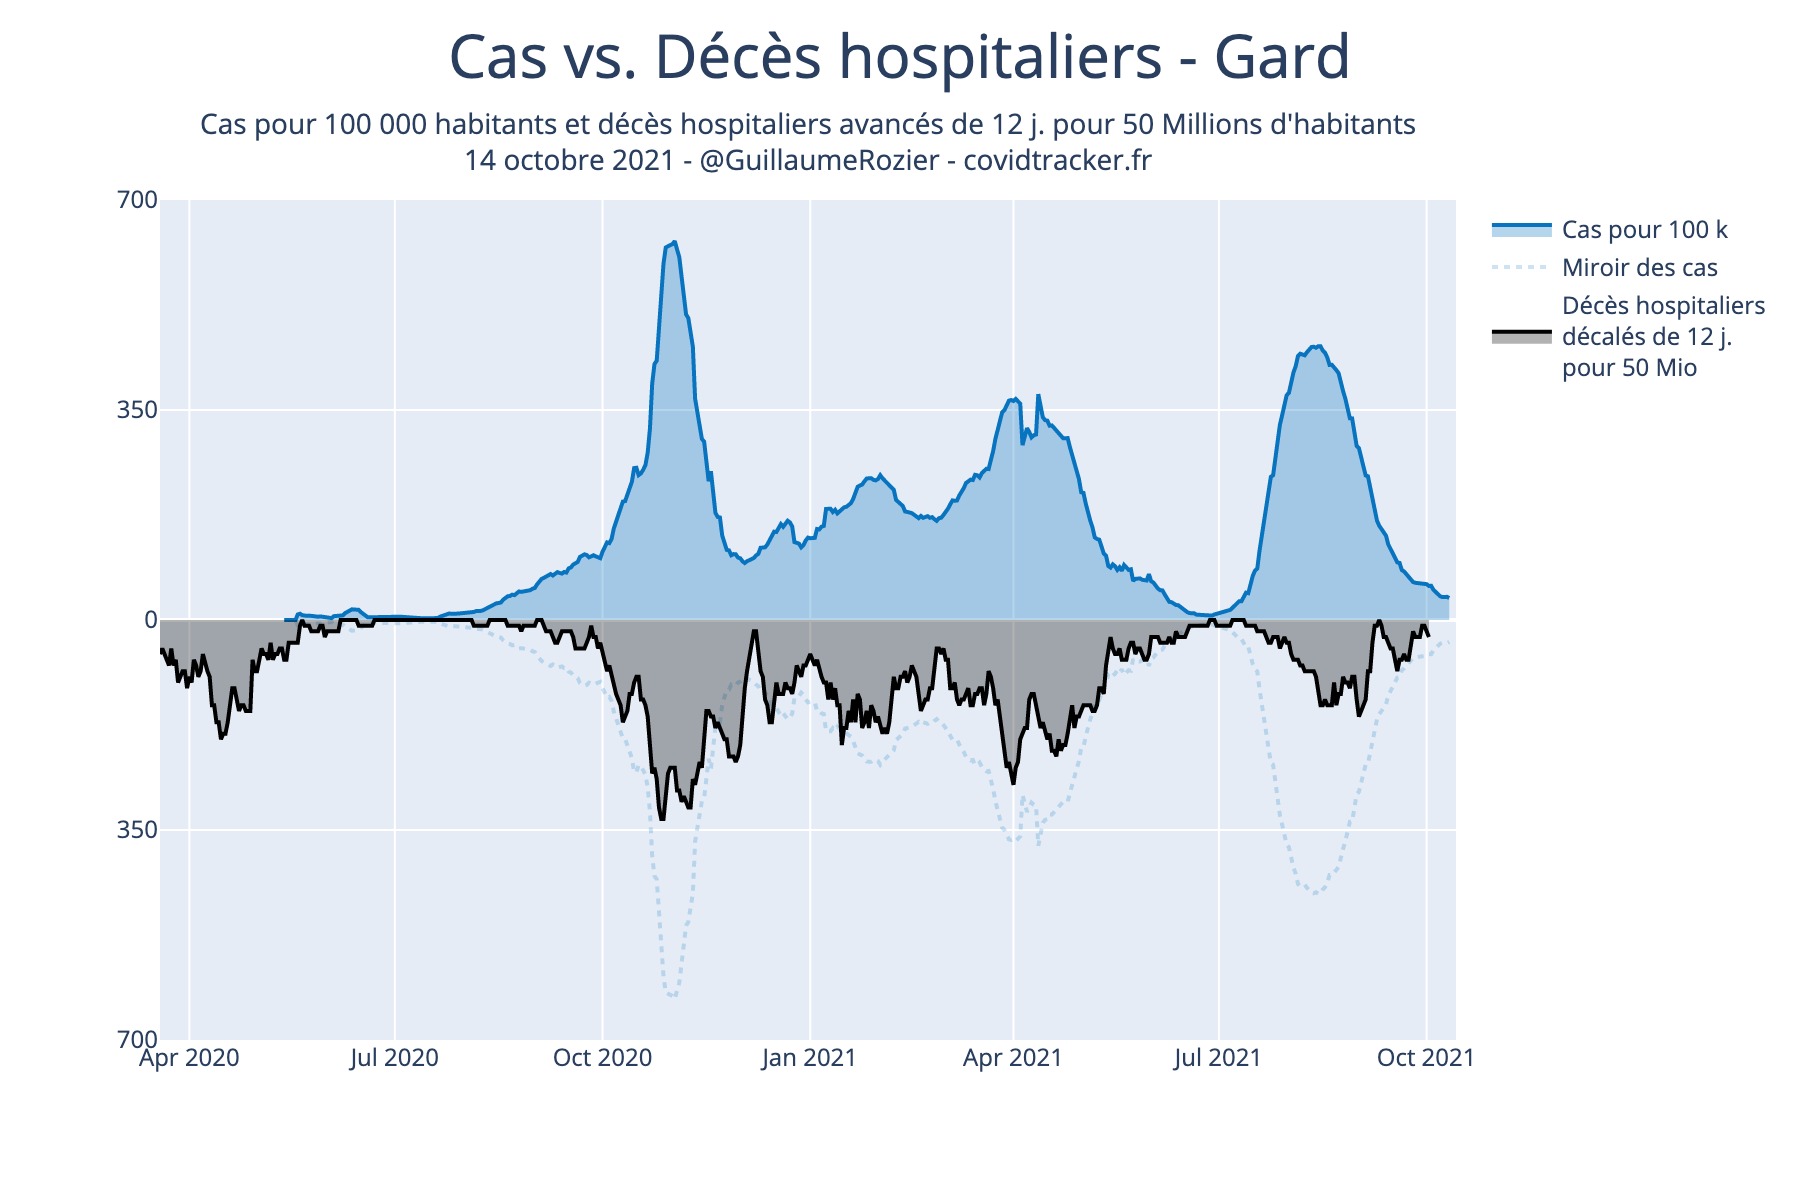 Cas vs. Décès hospitaliers - Gard
Cas pour 100 000 habitants et décès hospitaliers avancés de 12 j. pour 50 Millions d'habitants
14 octobre 2021 - @GuillaumeRozier - covidtracker.fr
700
350
0
350
700
Apr 2020
Jul 2020
Oct 2020
Jan 2021
Apr 2021
Jul 2021
Oct 2021
Cas pour 100 k
Miroir des cas
Décès hospitaliers
décalés de 12 j.
pour 50 Mio